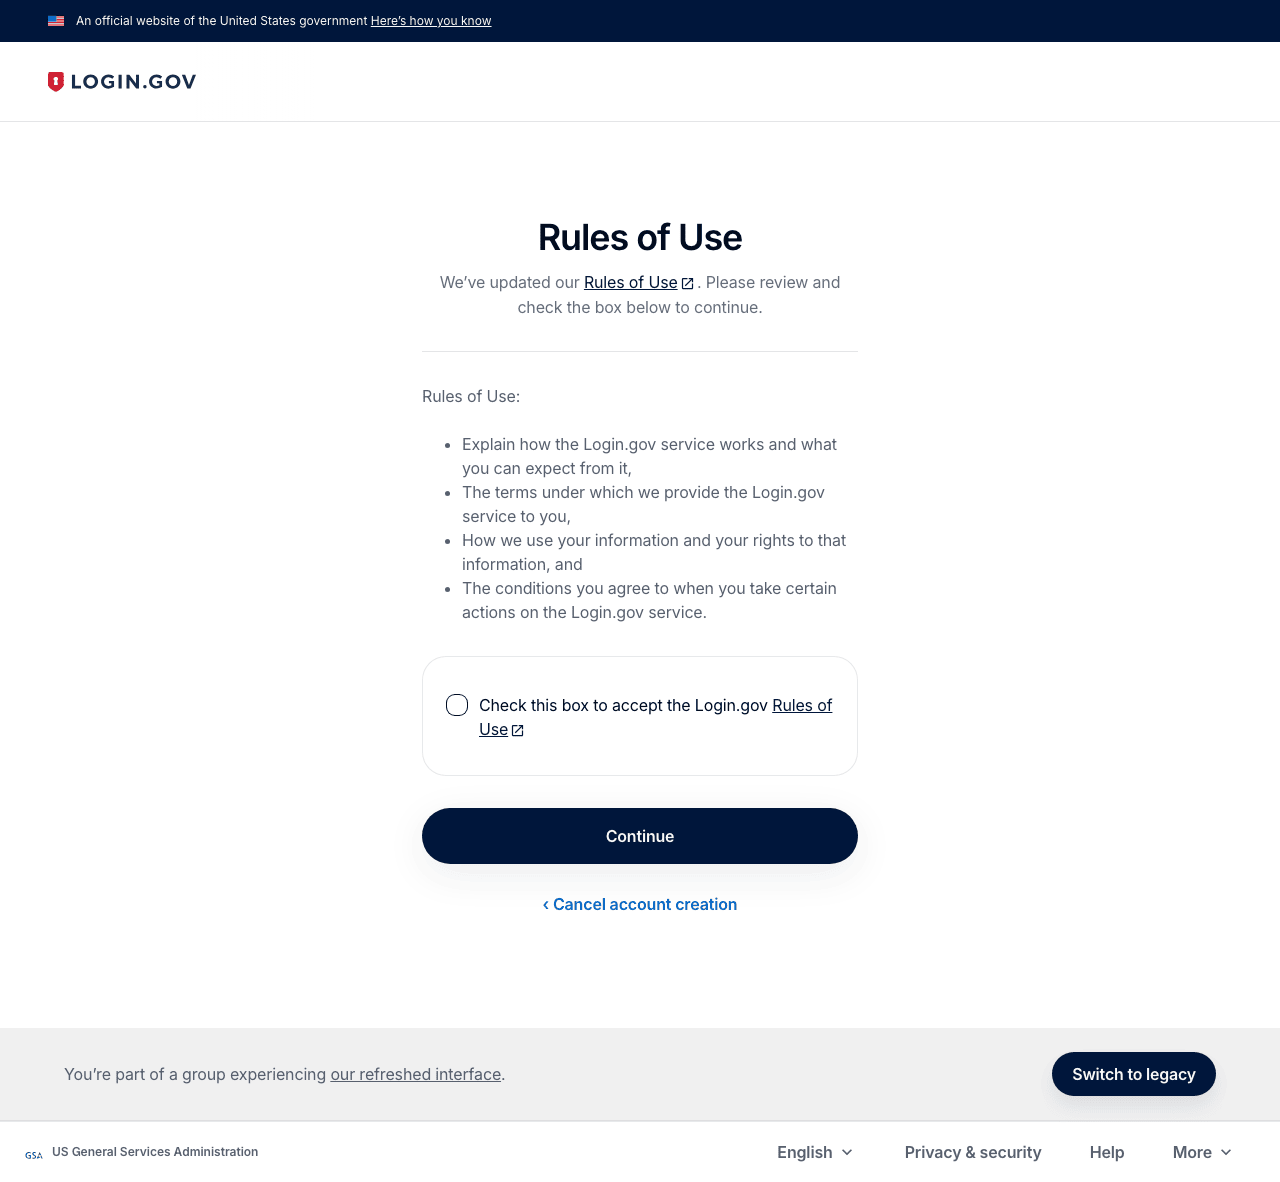 An official website of the United States government Here’s how you know
LOGIN.GOV
Rules of Use
We’ve updated our Rules of Use . Please review and
check the box below to continue.
Rules of Use:
• Explain how the Login.gov service works and what
you can expect from it,
• The terms under which we provide the Login.gov
service to you,
• How we use your information and your rights to that
information, and
• The conditions you agree to when you take certain
actions on the Login.gov service.
Check this box to accept the Login.gov Rules of
Use
Continue
‹ Cancel account creation
You’re part of a group experiencing our refreshed interface.
Switch to legacy
GSA US General Services Administration
English
Privacy & security
Help
More